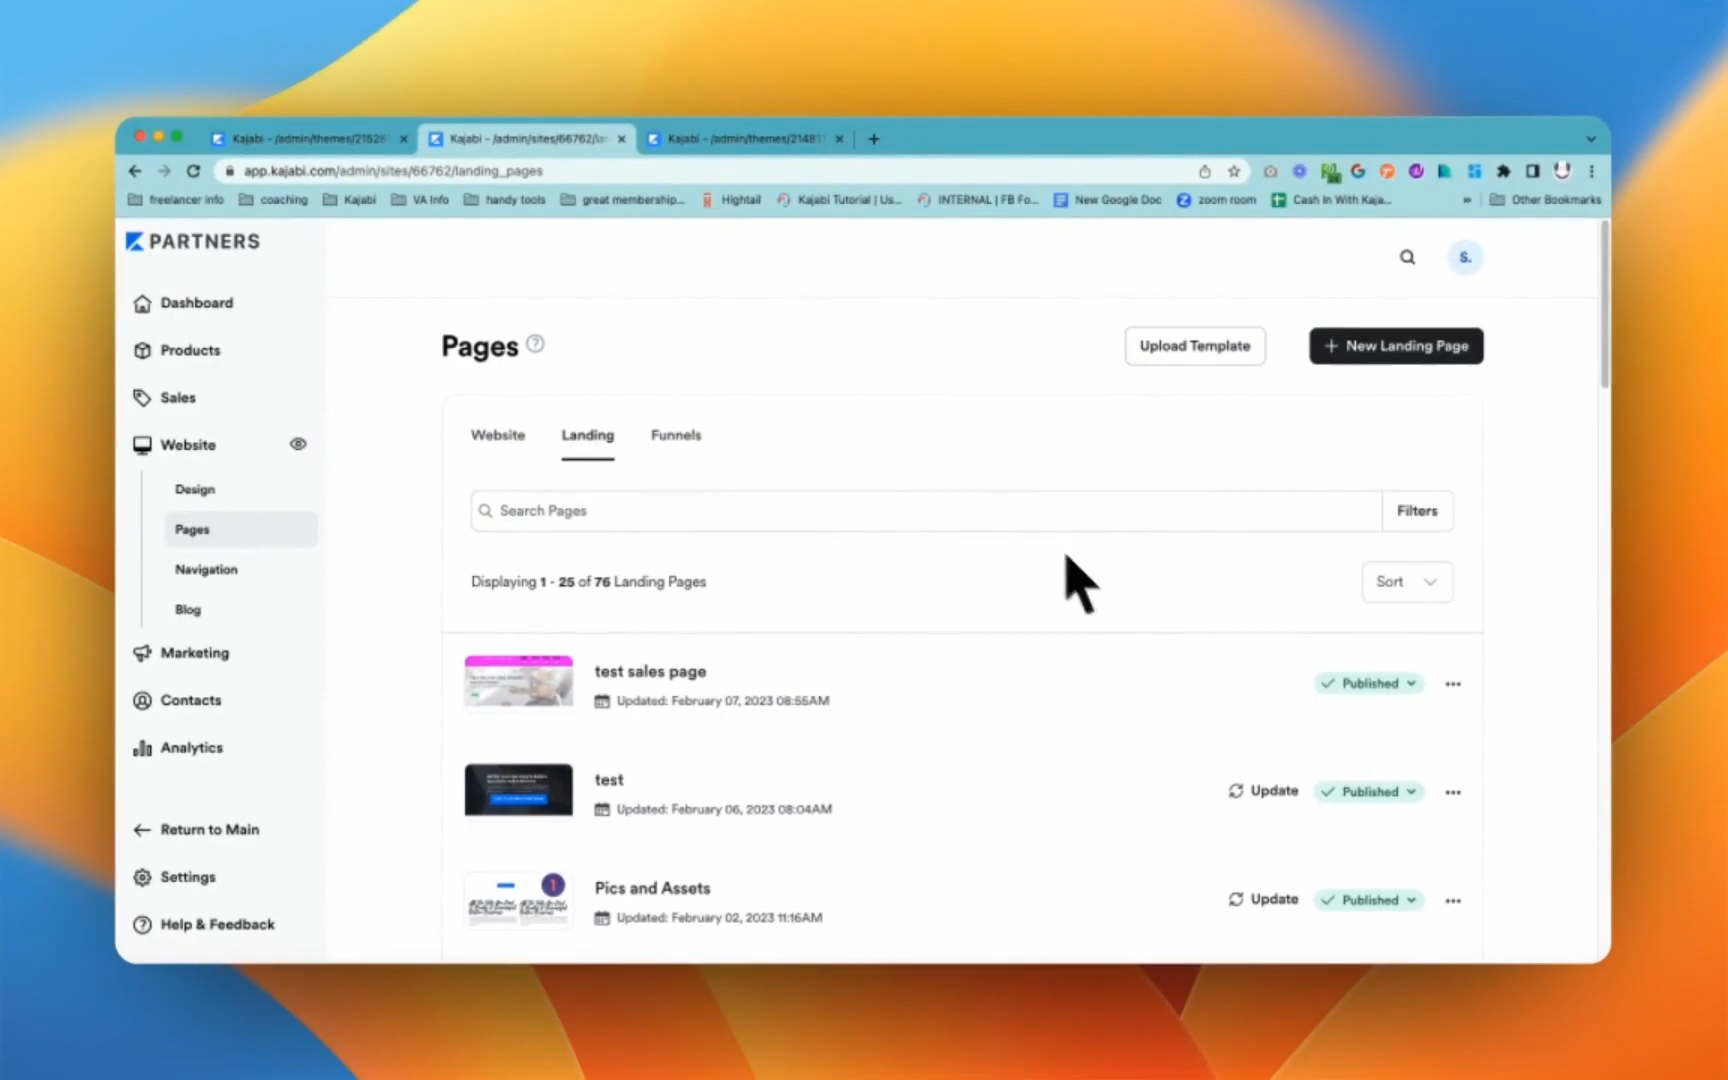 Kajabi - /admin/themes/21528
Kajabi - /admin/sites/66762/la
Kajabi - /admin/themes/21481
app.kajabi.com/admin/sites/66762/landing_pages
freelancer info
coaching
Kajabi
VA Info
handy tools
great membership...
Hightail
Kajabi Tutorial | Us...
INTERNAL | FB Fo...
New Google Doc
zoom room
Cash In With Kaja...
Other Bookmarks
PARTNERS
S.
Dashboard
Products
Sales
Website
Design
Pages
Navigation
Blog
Marketing
Contacts
Analytics
Return to Main
Settings
Help & Feedback
Pages
Upload Template
+ New Landing Page
Website
Landing
Funnels
Search Pages
Filters
Displaying 1 - 25 of 76 Landing Pages
Sort
test sales page
Updated: February 07, 2023 08:55AM
Published
test
Updated: February 06, 2023 08:04AM
Update
Published
1
Pics and Assets
Updated: February 02, 2023 11:16AM
Update
Published